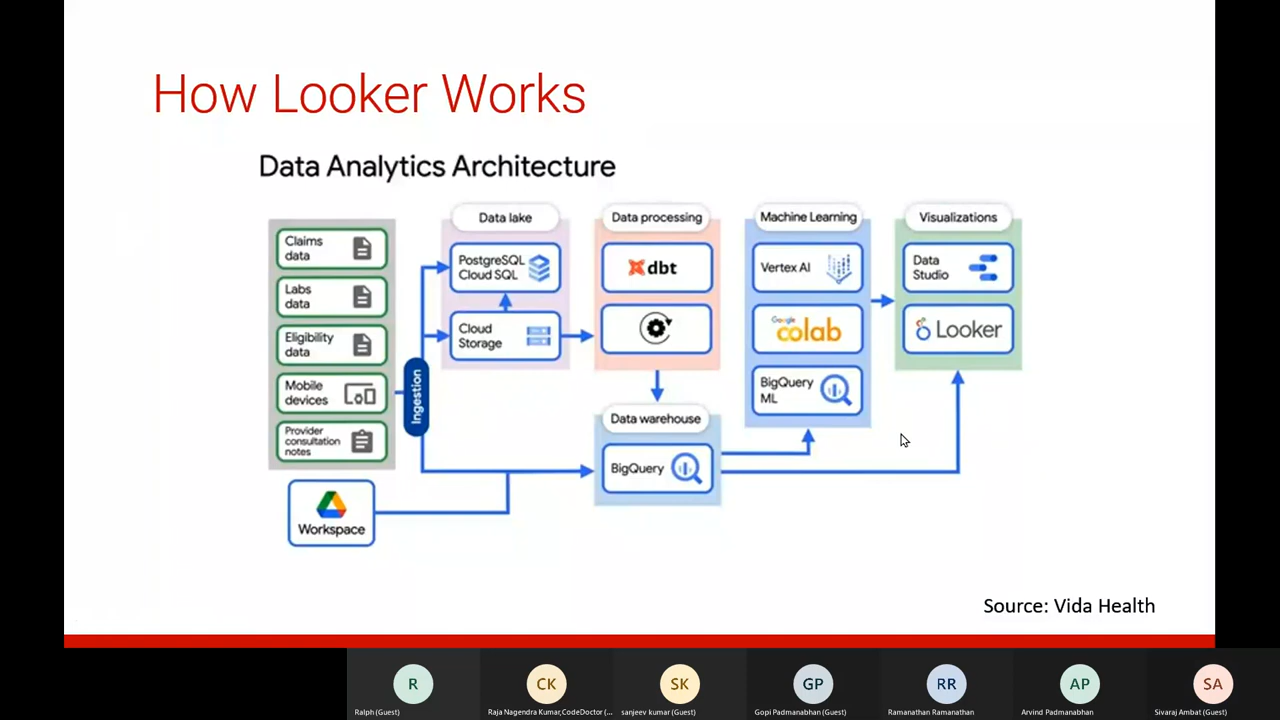 How Looker Works
Data Analytics Architecture
Claims
data
Labs
data
Eligibility
data
Mobile
devices
Provider
consultation
notes
Workspace
Ingestion
Data lake
PostgreSQL
Cloud SQL
Cloud
Storage
Data processing
dbt
Data warehouse
BigQuery
Machine Learning
Vertex AI
Google
colab
BigQuery
ML
Visualizations
Data
Studio
Looker
Source: Vida Health
R
Ralph (Guest)
CK
Raja Nagendra Kumar,CodeDoctor (...
SK
sanjeev kumar (Guest)
GP
Gopi Padmanabhan (Guest)
RR
Ramanathan Ramanathan
AP
Arvind Padmanabhan
SA
Sivaraj Ambat (Guest)